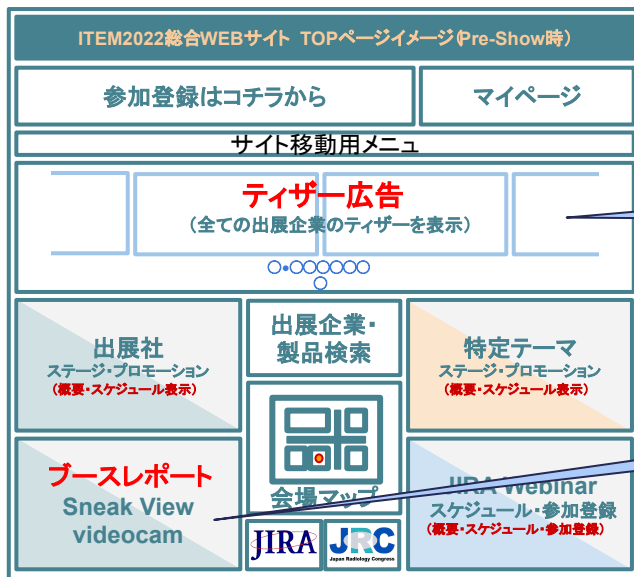 ITEM2022総合WEBサイト TOPページイメージ(Pre-Show時)
参加登録はコチラから
マイページ
サイト移動用メニュー
ティザー広告
(全ての出展企業のティザーを表示)
出展社
ステージ・プロモーション
(概要・スケジュール表示)
出展企業・
製品検索
特定テーマ
ステージ・プロモーション
(概要・スケジュール表示)
ブースレポート
Sneak View
videocam
会場マップ
JIRA
JRC
Japan Radiology Congress
JIRA Webinar
スケジュール・参加登録
(概要・スケジュール・参加登録)